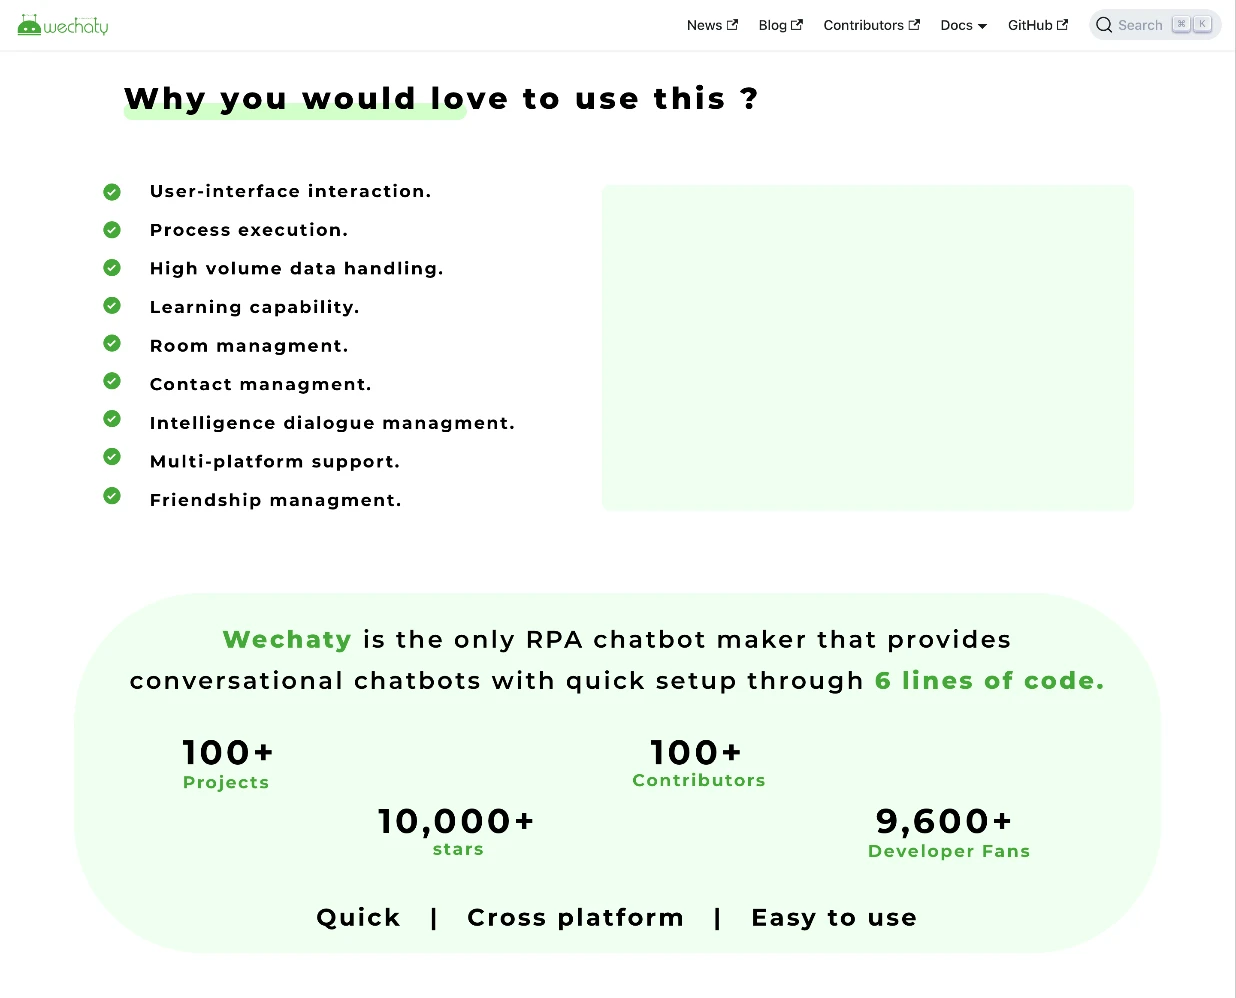 wechaty
News
Blog
Contributors
Docs
GitHub
Search
⌘ K
Why you would love to use this ?
User-interface interaction.
Process execution.
High volume data handling.
Learning capability.
Room managment.
Contact managment.
Intelligence dialogue managment.
Multi-platform support.
Friendship managment.
Wechaty is the only RPA chatbot maker that provides
conversational chatbots with quick setup through 6 lines of code.
100+
Projects
10,000+
stars
100+
Contributors
9,600+
Developer Fans
Quick | Cross platform | Easy to use